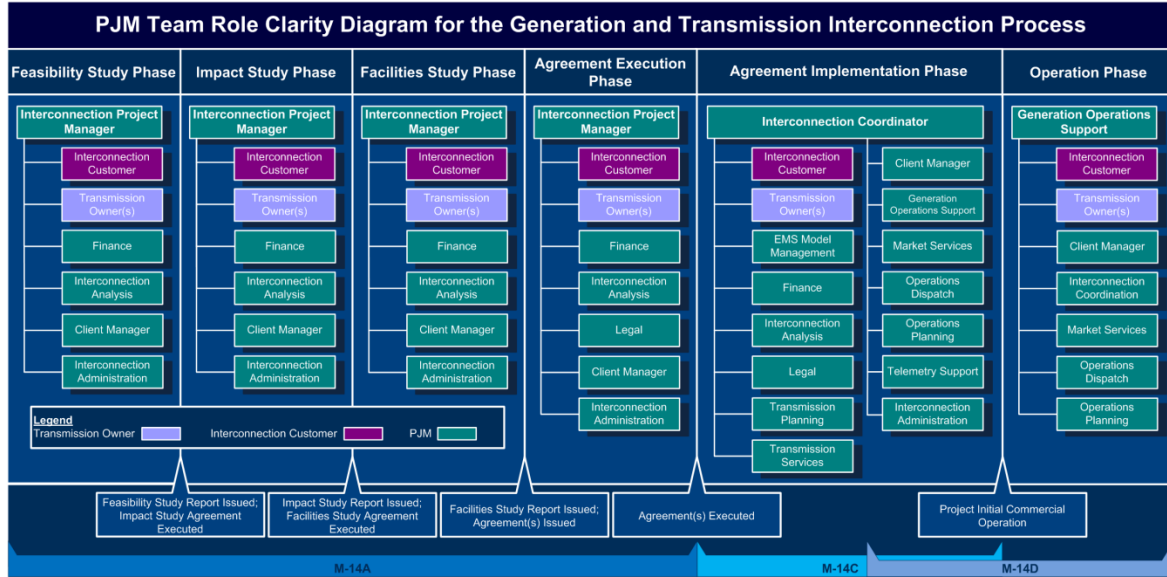 PJM Team Role Clarity Diagram for the Generation and Transmission Interconnection Process
Feasibility Study Phase
Interconnection Project
Manager
Interconnection
Customer
Transmission
Owner(s)
Finance
Interconnection
Analysis
Client Manager
Interconnection
Administration
Impact Study Phase
Interconnection Project
Manager
Interconnection
Customer
Transmission
Owner(s)
Finance
Interconnection
Analysis
Client Manager
Interconnection
Administration
Facilities Study Phase
Interconnection Project
Manager
Interconnection
Customer
Transmission
Owner(s)
Finance
Interconnection
Analysis
Client Manager
Interconnection
Administration
Agreement Execution
Phase
Interconnection Project
Manager
Interconnection
Customer
Transmission
Owner(s)
Finance
Interconnection
Analysis
Legal
Client Manager
Interconnection
Administration
Agreement Implementation Phase
Interconnection Coordinator
Interconnection
Customer
Transmission
Owner(s)
EMS Model
Management
Finance
Interconnection
Analysis
Legal
Transmission
Planning
Transmission
Services
Client Manager
Generation
Operations Support
Market Services
Operations
Dispatch
Operations
Planning
Telemetry Support
Interconnection
Administration
Operation Phase
Generation Operations
Support
Interconnection
Customer
Transmission
Owner(s)
Client Manager
Interconnection
Coordination
Market Services
Operations
Dispatch
Operations
Planning
Legend
Transmission Owner
Interconnection Customer
PJM
Feasibility Study Report Issued;
Impact Study Agreement
Executed
Impact Study Report Issued;
Facilities Study Agreement
Executed
Facilities Study Report Issued;
Agreement(s) Issued
Agreement(s) Executed
Project Initial Commercial
Operation
M-14A
M-14C
M-14D